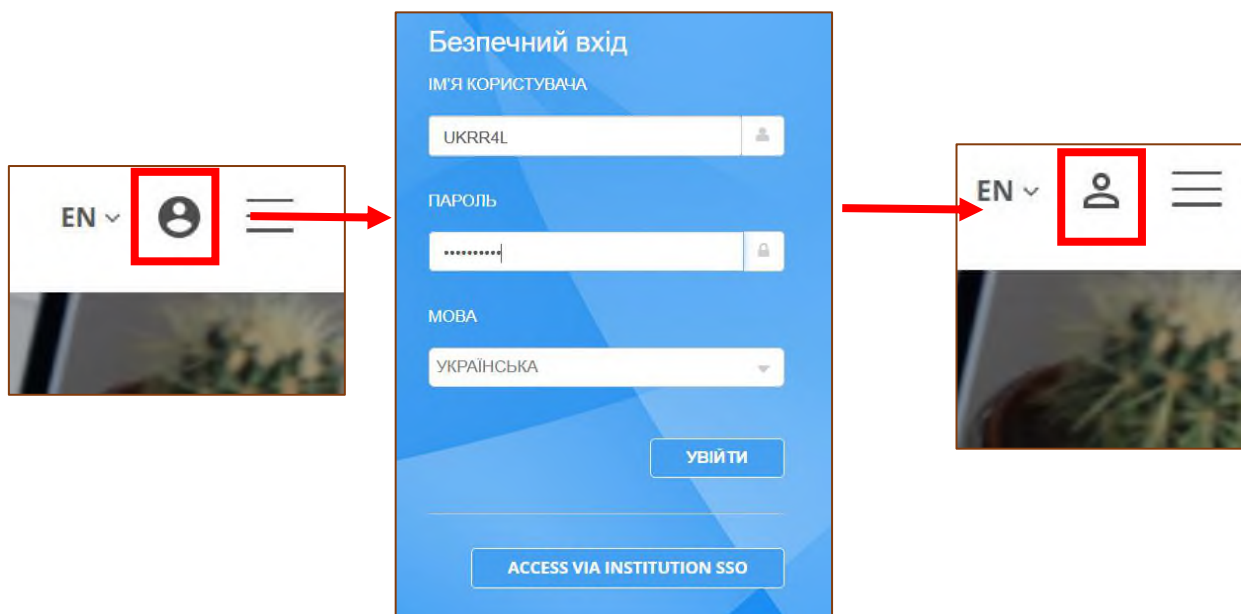 EN
Безпечний вхід
ІМ'Я КОРИСТУВАЧА
UKRR4L
ПАРОЛЬ
••••••••••
МОВА
УКРАЇНСЬКА
УВІЙТИ
ACCESS VIA INSTITUTION SSO
EN